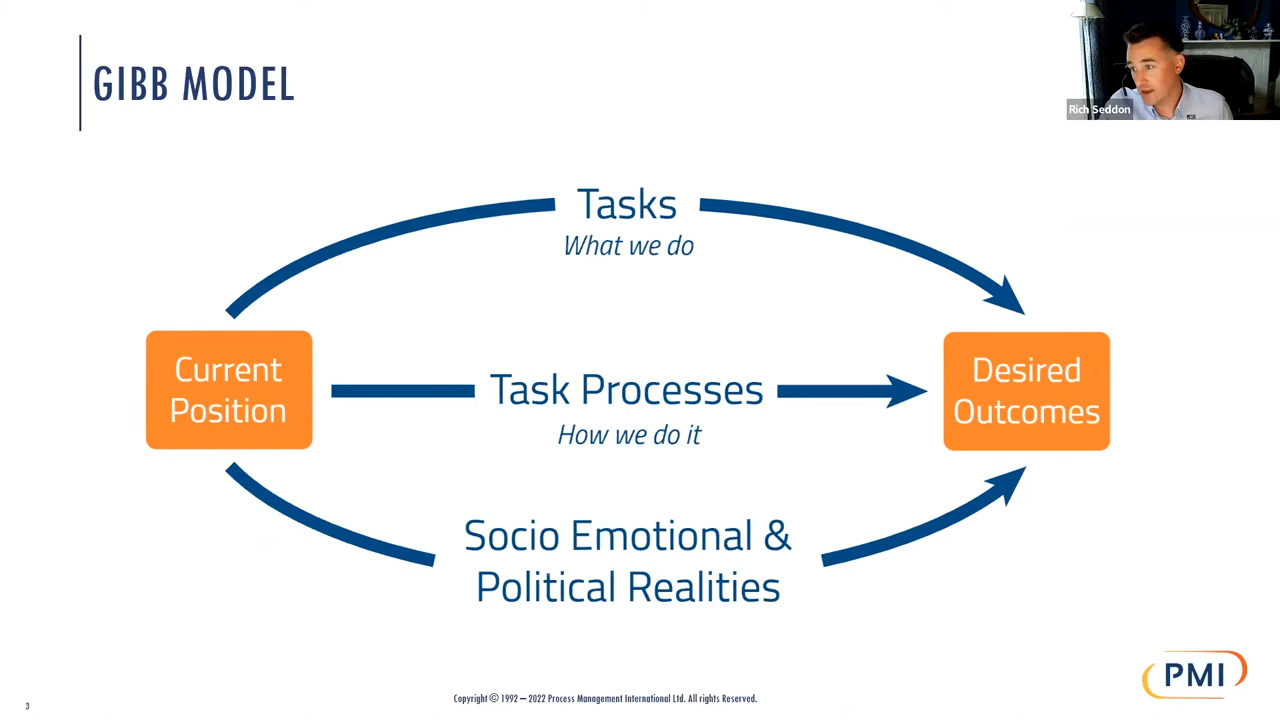 GIBB MODEL
Rich Seddon
Tasks
What we do
Current
Position
Task Processes
How we do it
Desired
Outcomes
Socio Emotional &
Political Realities
PMI
3
Copyright © 1992 – 2022 Process Management International Ltd. All rights Reserved.